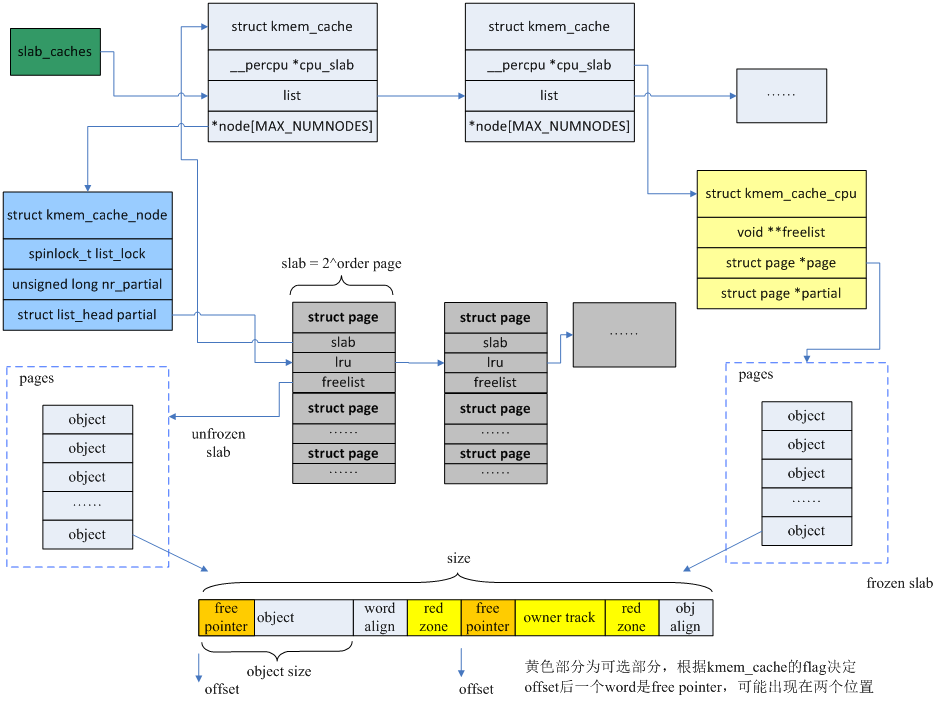 slab_caches
struct kmem_cache
__percpu *cpu_slab
list
*node[MAX_NUMNODES]
struct kmem_cache
__percpu *cpu_slab
list
*node[MAX_NUMNODES]
······
struct kmem_cache_node
spinlock_t list_lock
unsigned long nr_partial
struct list_head partial
struct kmem_cache_cpu
void **freelist
struct page *page
struct page *partial
slab = 2^order page
struct page
slab
lru
freelist
struct page
······
struct page
······
struct page
slab
lru
freelist
struct page
······
struct page
······
······
pages
object
object
object
······
object
unfrozen
slab
pages
object
object
object
······
object
frozen slab
size
free
pointer
object
word
align
red
zone
free
pointer
owner track
red
zone
obj
align
object size
offset
offset
黄色部分为可选部分，根据kmem_cache的flag决定
offset后一个word是free pointer，可能出现在两个位置